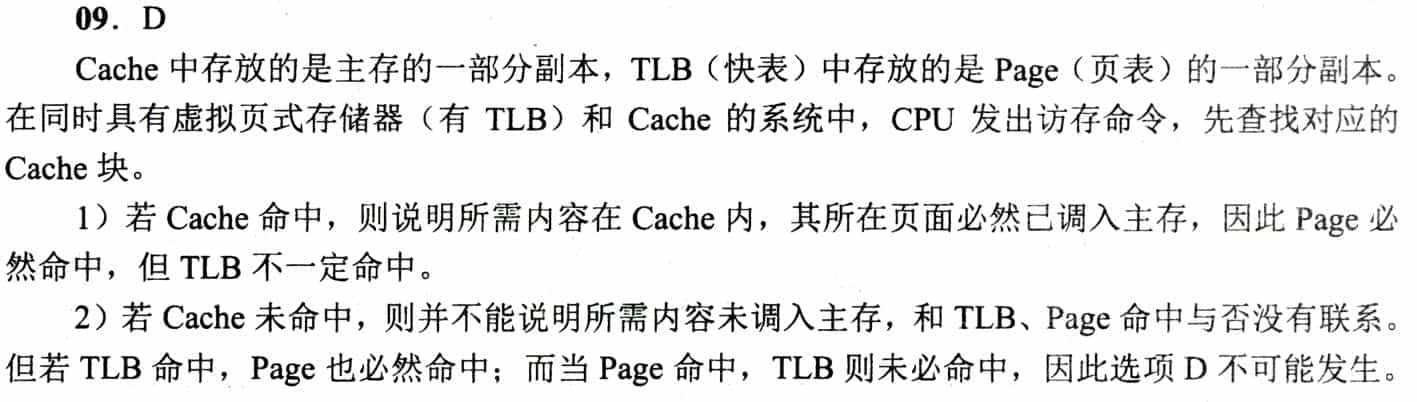 09. D
Cache 中存放的是主存的一部分副本，TLB（快表）中存放的是 Page（页表）的一部分副本。
在同时具有虚拟页式存储器（有 TLB）和 Cache 的系统中，CPU 发出访存命令，先查找对应的
Cache 块。
1）若 Cache 命中，则说明所需内容在 Cache 内，其所在页面必然已调入主存，因此 Page 必
然命中，但 TLB 不一定命中。
2）若 Cache 未命中，则并不能说明所需内容未调入主存，和 TLB、Page 命中与否没有联系。
但若 TLB 命中，Page 也必然命中；而当 Page 命中，TLB 则未必命中，因此选项 D 不可能发生。